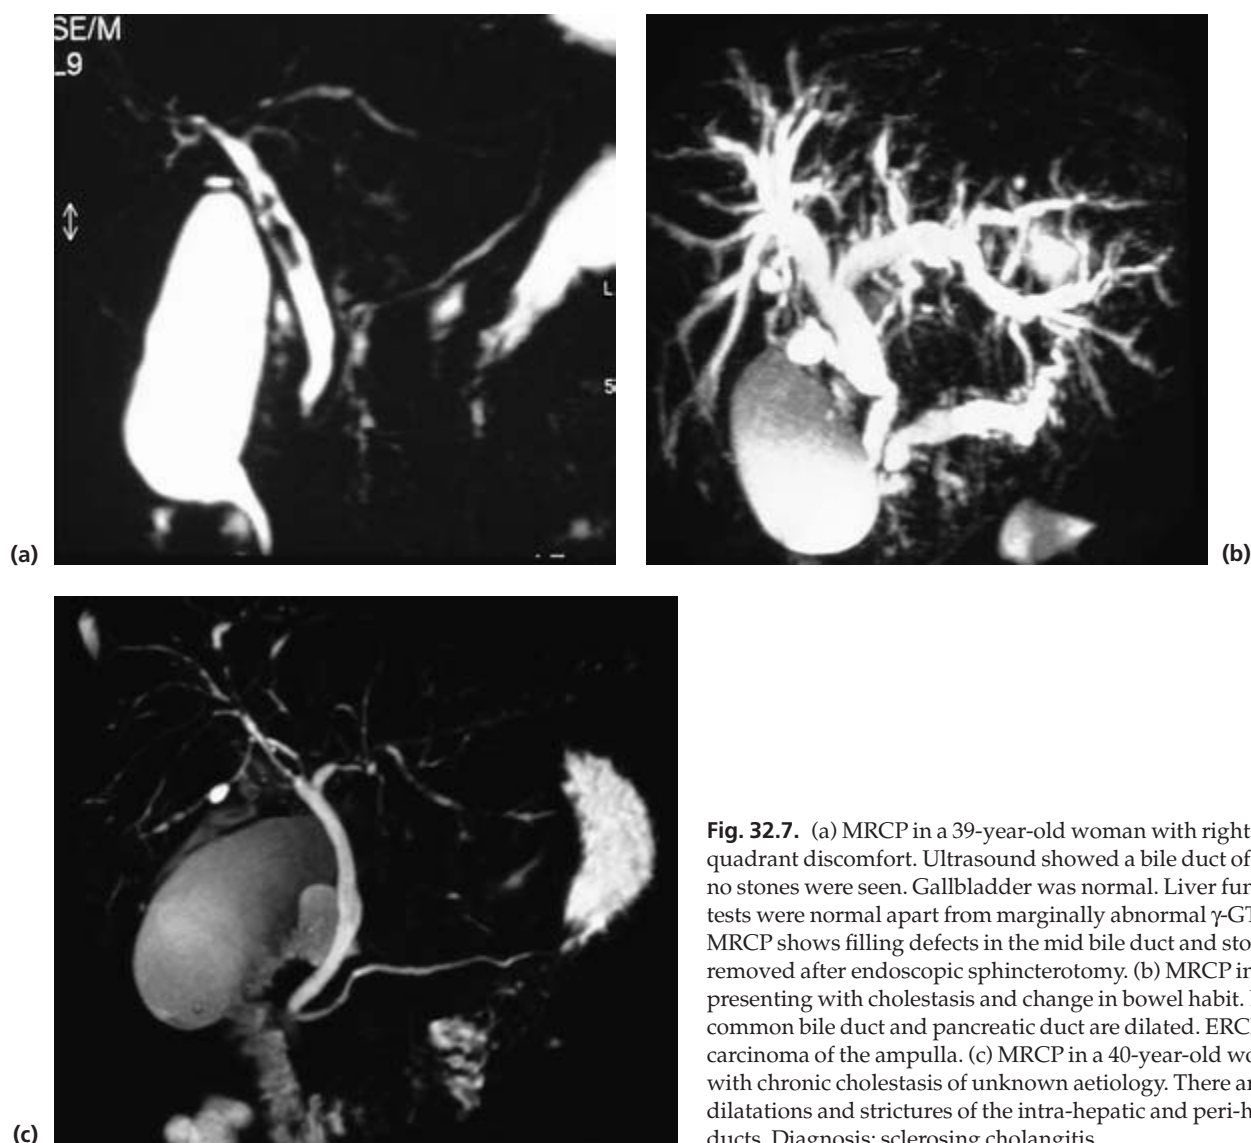 SE/M
L9
L
5
(a)
(b)
(c)
Fig. 32.7. (a) MRCP in a 39-year-old woman with right
quadrant discomfort. Ultrasound showed a bile duct of
no stones were seen. Gallbladder was normal. Liver fun
tests were normal apart from marginally abnormal γ-GT
MRCP shows filling defects in the mid bile duct and sto
removed after endoscopic sphincterotomy. (b) MRCP in
presenting with cholestasis and change in bowel habit.
common bile duct and pancreatic duct are dilated. ERC
carcinoma of the ampulla. (c) MRCP in a 40-year-old wo
with chronic cholestasis of unknown aetiology. There ar
dilatations and strictures of the intra-hepatic and peri-h
ducts. Diagnosis: sclerosing cholangitis.